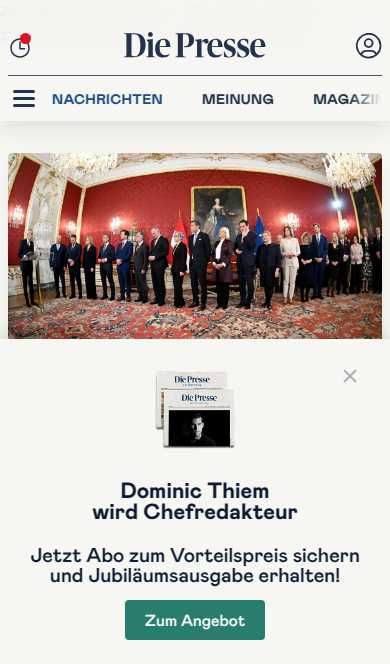 Die Presse
NACHRICHTEN
MEINUNG
MAGAZIN
Die Presse
Die Presse
Dominic Thiem
wird Chefredakteur
Jetzt Abo zum Vorteilspreis sichern
und Jubiläumsausgabe erhalten!
Zum Angebot